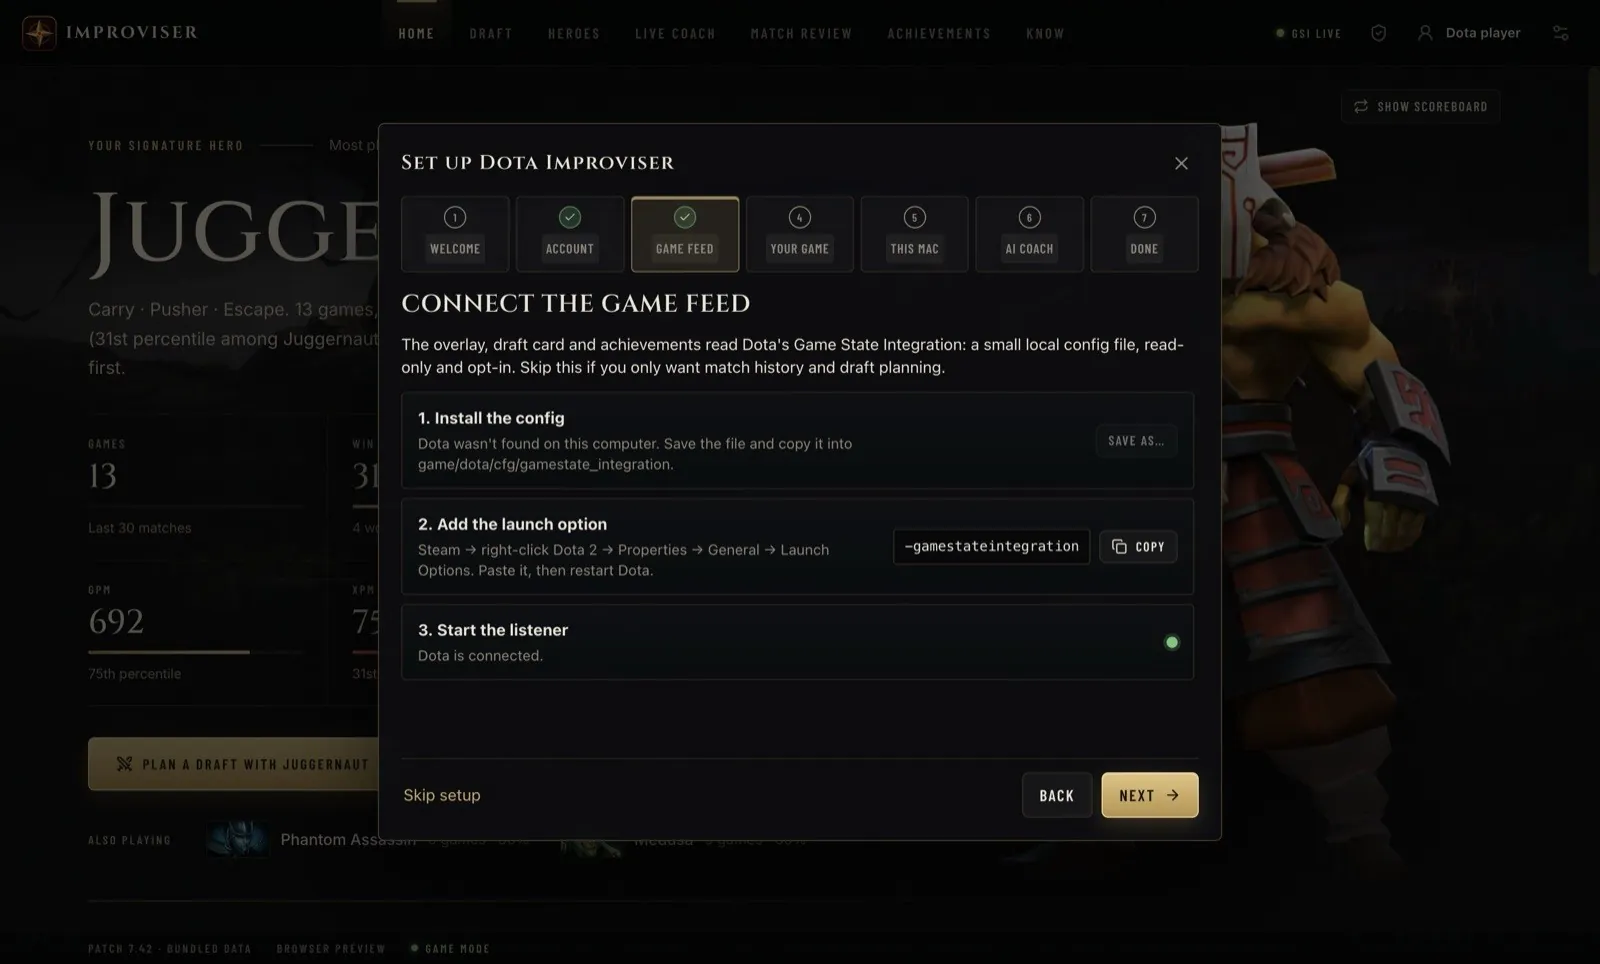 IMPROVISER
HOME
DRAFT
HEROES
LIVE COACH
MATCH REVIEW
ACHIEVEMENTS
KNOW
GSI LIVE
Dota player
SHOW SCOREBOARD
YOUR SIGNATURE HERO
Most pl
JUGGE
Carry · Pusher · Escape. 13 games,
(31st percentile among Juggernaut
first.
GAMES
WIN
13
31
Last 30 matches
4 w
GPM
XPM
692
75
75th percentile
31st
PLAN A DRAFT WITH JUGGERNAUT
ALSO PLAYING
Phantom Assassin
Medusa
PATCH 7.42 · BUNDLED DATA
BROWSER PREVIEW
GAME MODE
SET UP DOTA IMPROVISER
1
4
5
6
7
WELCOME
ACCOUNT
GAME FEED
YOUR GAME
THIS MAC
AI COACH
DONE
CONNECT THE GAME FEED
The overlay, draft card and achievements read Dota's Game State Integration: a small local config file, read-
only and opt-in. Skip this if you only want match history and draft planning.
1. Install the config
Dota wasn't found on this computer. Save the file and copy it into
game/dota/cfg/gamestate_integration.
SAVE AS…
2. Add the launch option
Steam → right-click Dota 2 → Properties → General → Launch
Options. Paste it, then restart Dota.
-gamestateintegration
COPY
3. Start the listener
Dota is connected.
Skip setup
BACK
NEXT →